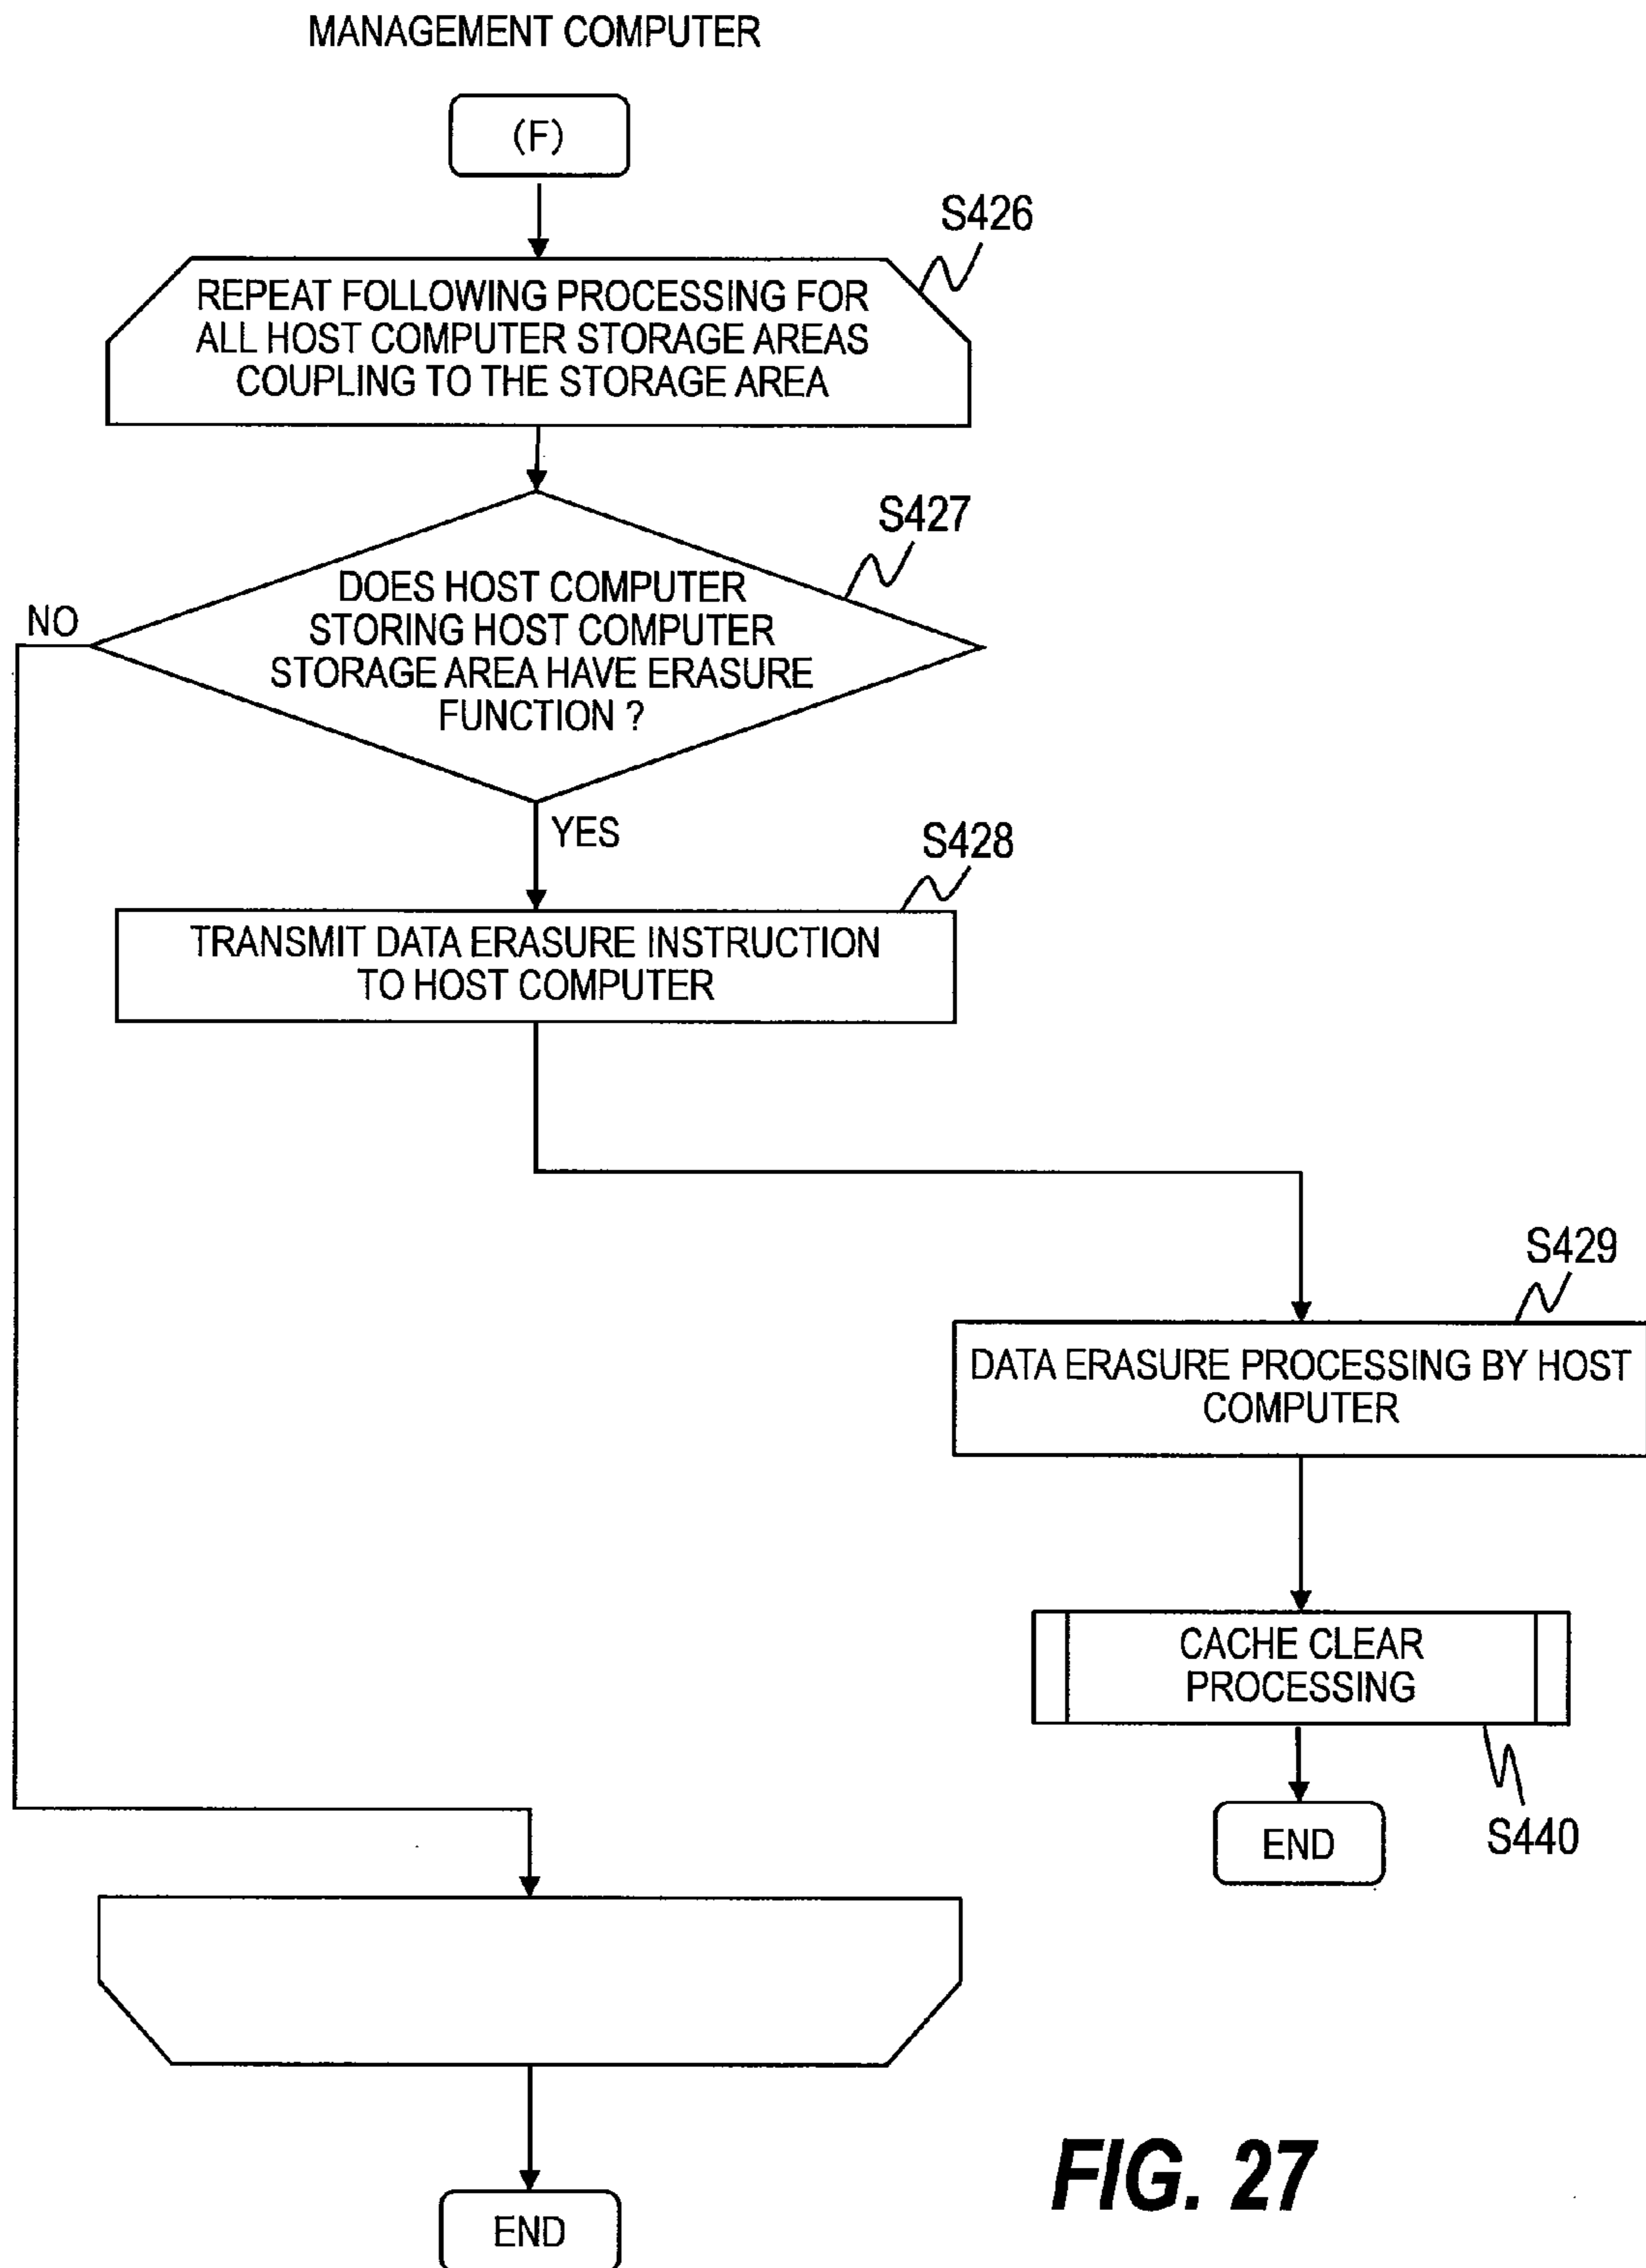 MANAGEMENT COMPUTER
(F)
S426
REPEAT FOLLOWING PROCESSING FOR
ALL HOST COMPUTER STORAGE AREAS
COUPLING TO THE STORAGE AREA
S427
DOES HOST COMPUTER
STORING HOST COMPUTER
STORAGE AREA HAVE ERASURE
FUNCTION ?
NO
YES
S428
TRANSMIT DATA ERASURE INSTRUCTION
TO HOST COMPUTER
S429
DATA ERASURE PROCESSING BY HOST
COMPUTER
CACHE CLEAR
PROCESSING
S440
END
END
FIG. 27